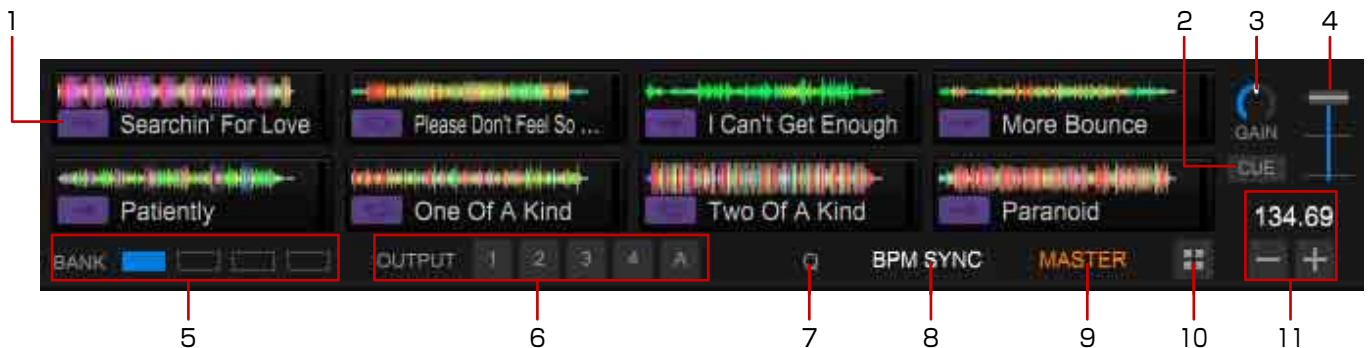 1 2 3 4
Searchin' For Love Please Don't Feel So ... I Can't Get Enough More Bounce GAIN
CUE
Patiently One Of A Kind Two Of A Kind Paranoid 134.69
BANK OUTPUT 1 2 3 4 A Q BPM SYNC MASTER − +
5 6 7 8 9 10 11